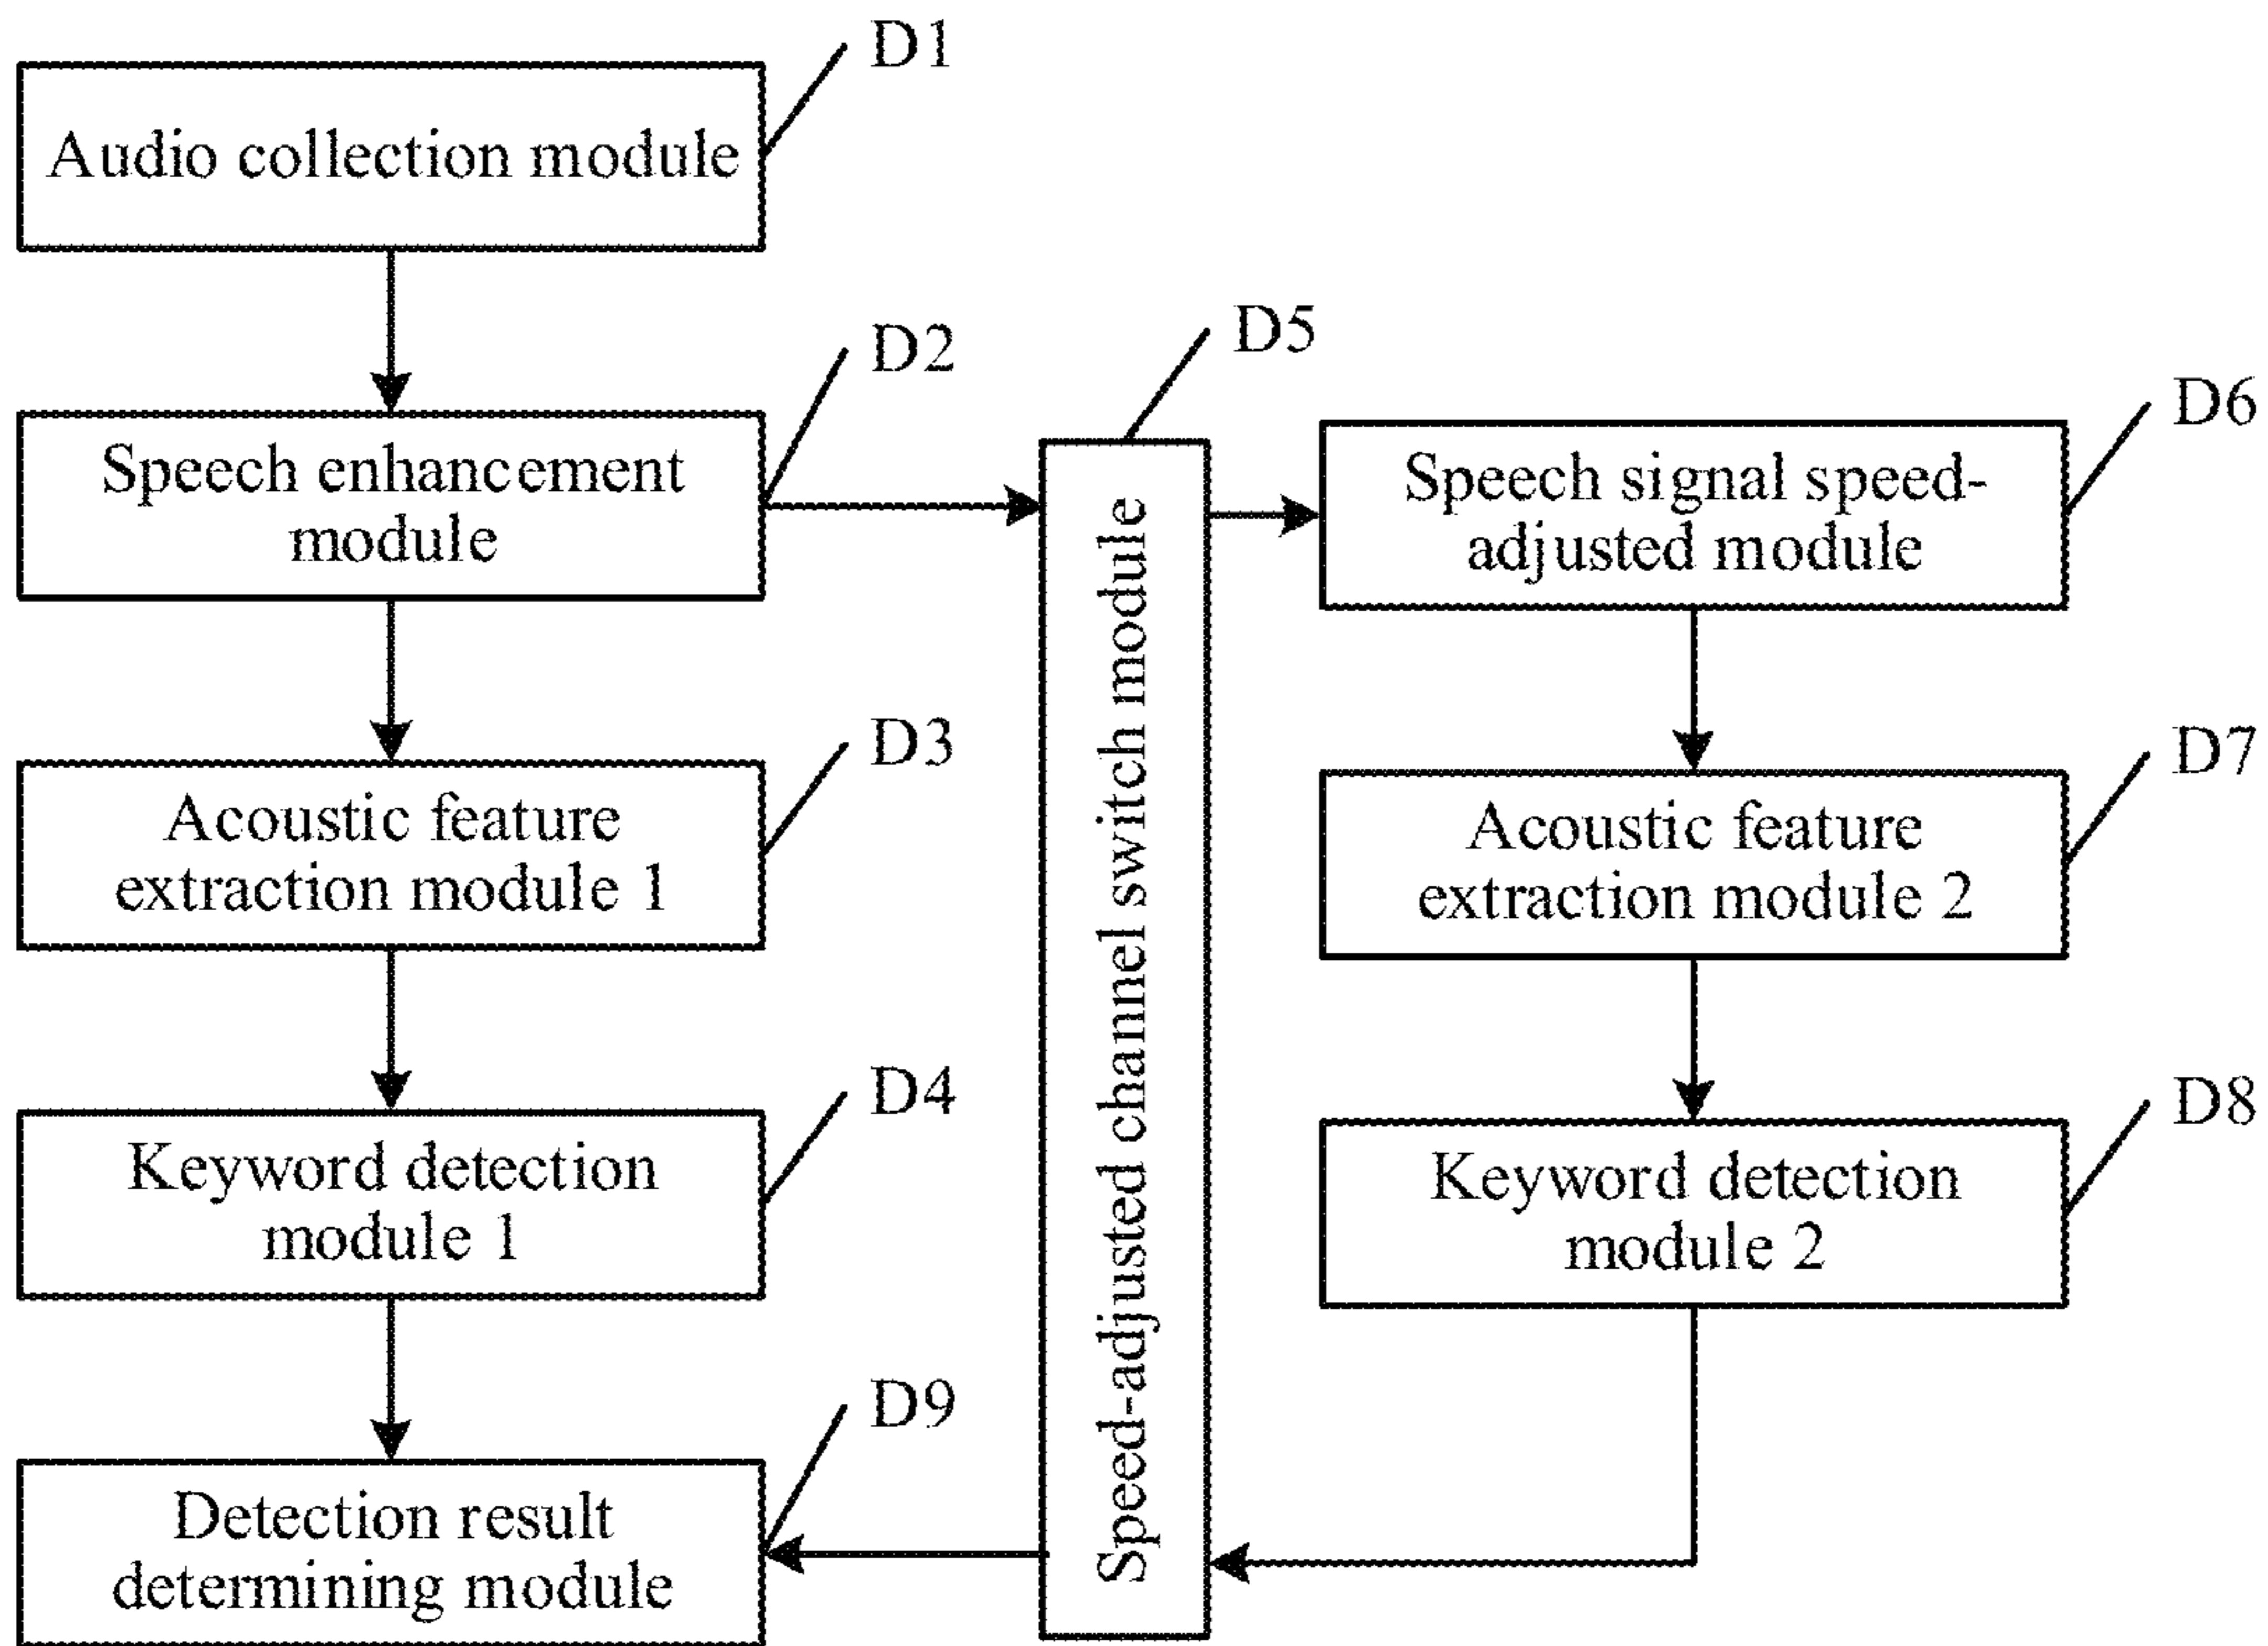 D1
Audio collection module
D2
Speech enhancement
module
D3
Acoustic feature
extraction module 1
D4
Keyword detection
module 1
D9
Detection result
determining module
D5
Speed-adjusted channel switch module
D6
Speech signal speed-
adjusted module
D7
Acoustic feature
extraction module 2
D8
Keyword detection
module 2